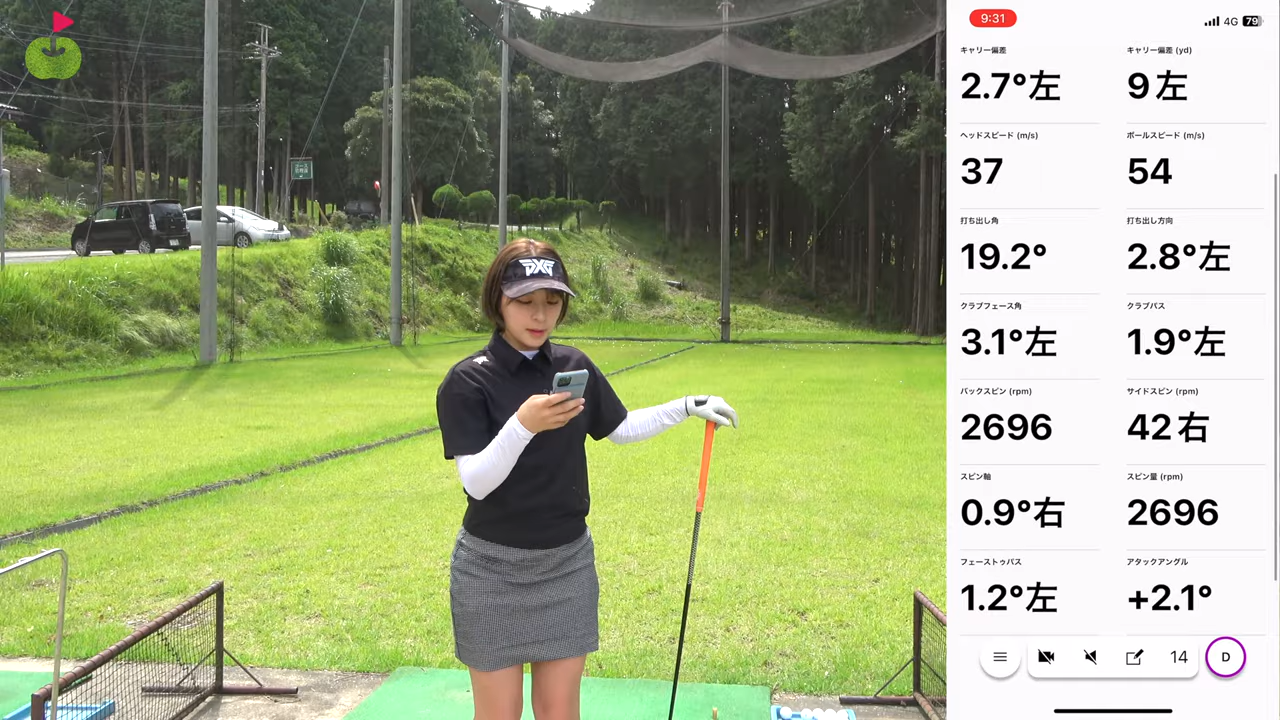 9:31
4G
79
キャリー偏差
キャリー偏差 (yd)
2.7°左
9 左
ヘッドスピード (m/s)
ボールスピード (m/s)
37
54
打ち出し角
打ち出し方向
19.2°
2.8°左
クラブフェース角
クラブパス
3.1°左
1.9°左
バックスピン (rpm)
サイドスピン (rpm)
2696
42 右
スピン軸
スピン量 (rpm)
0.9°右
2696
フェーストゥパス
アタックアングル
1.2°左
+2.1°
14
D
PXG